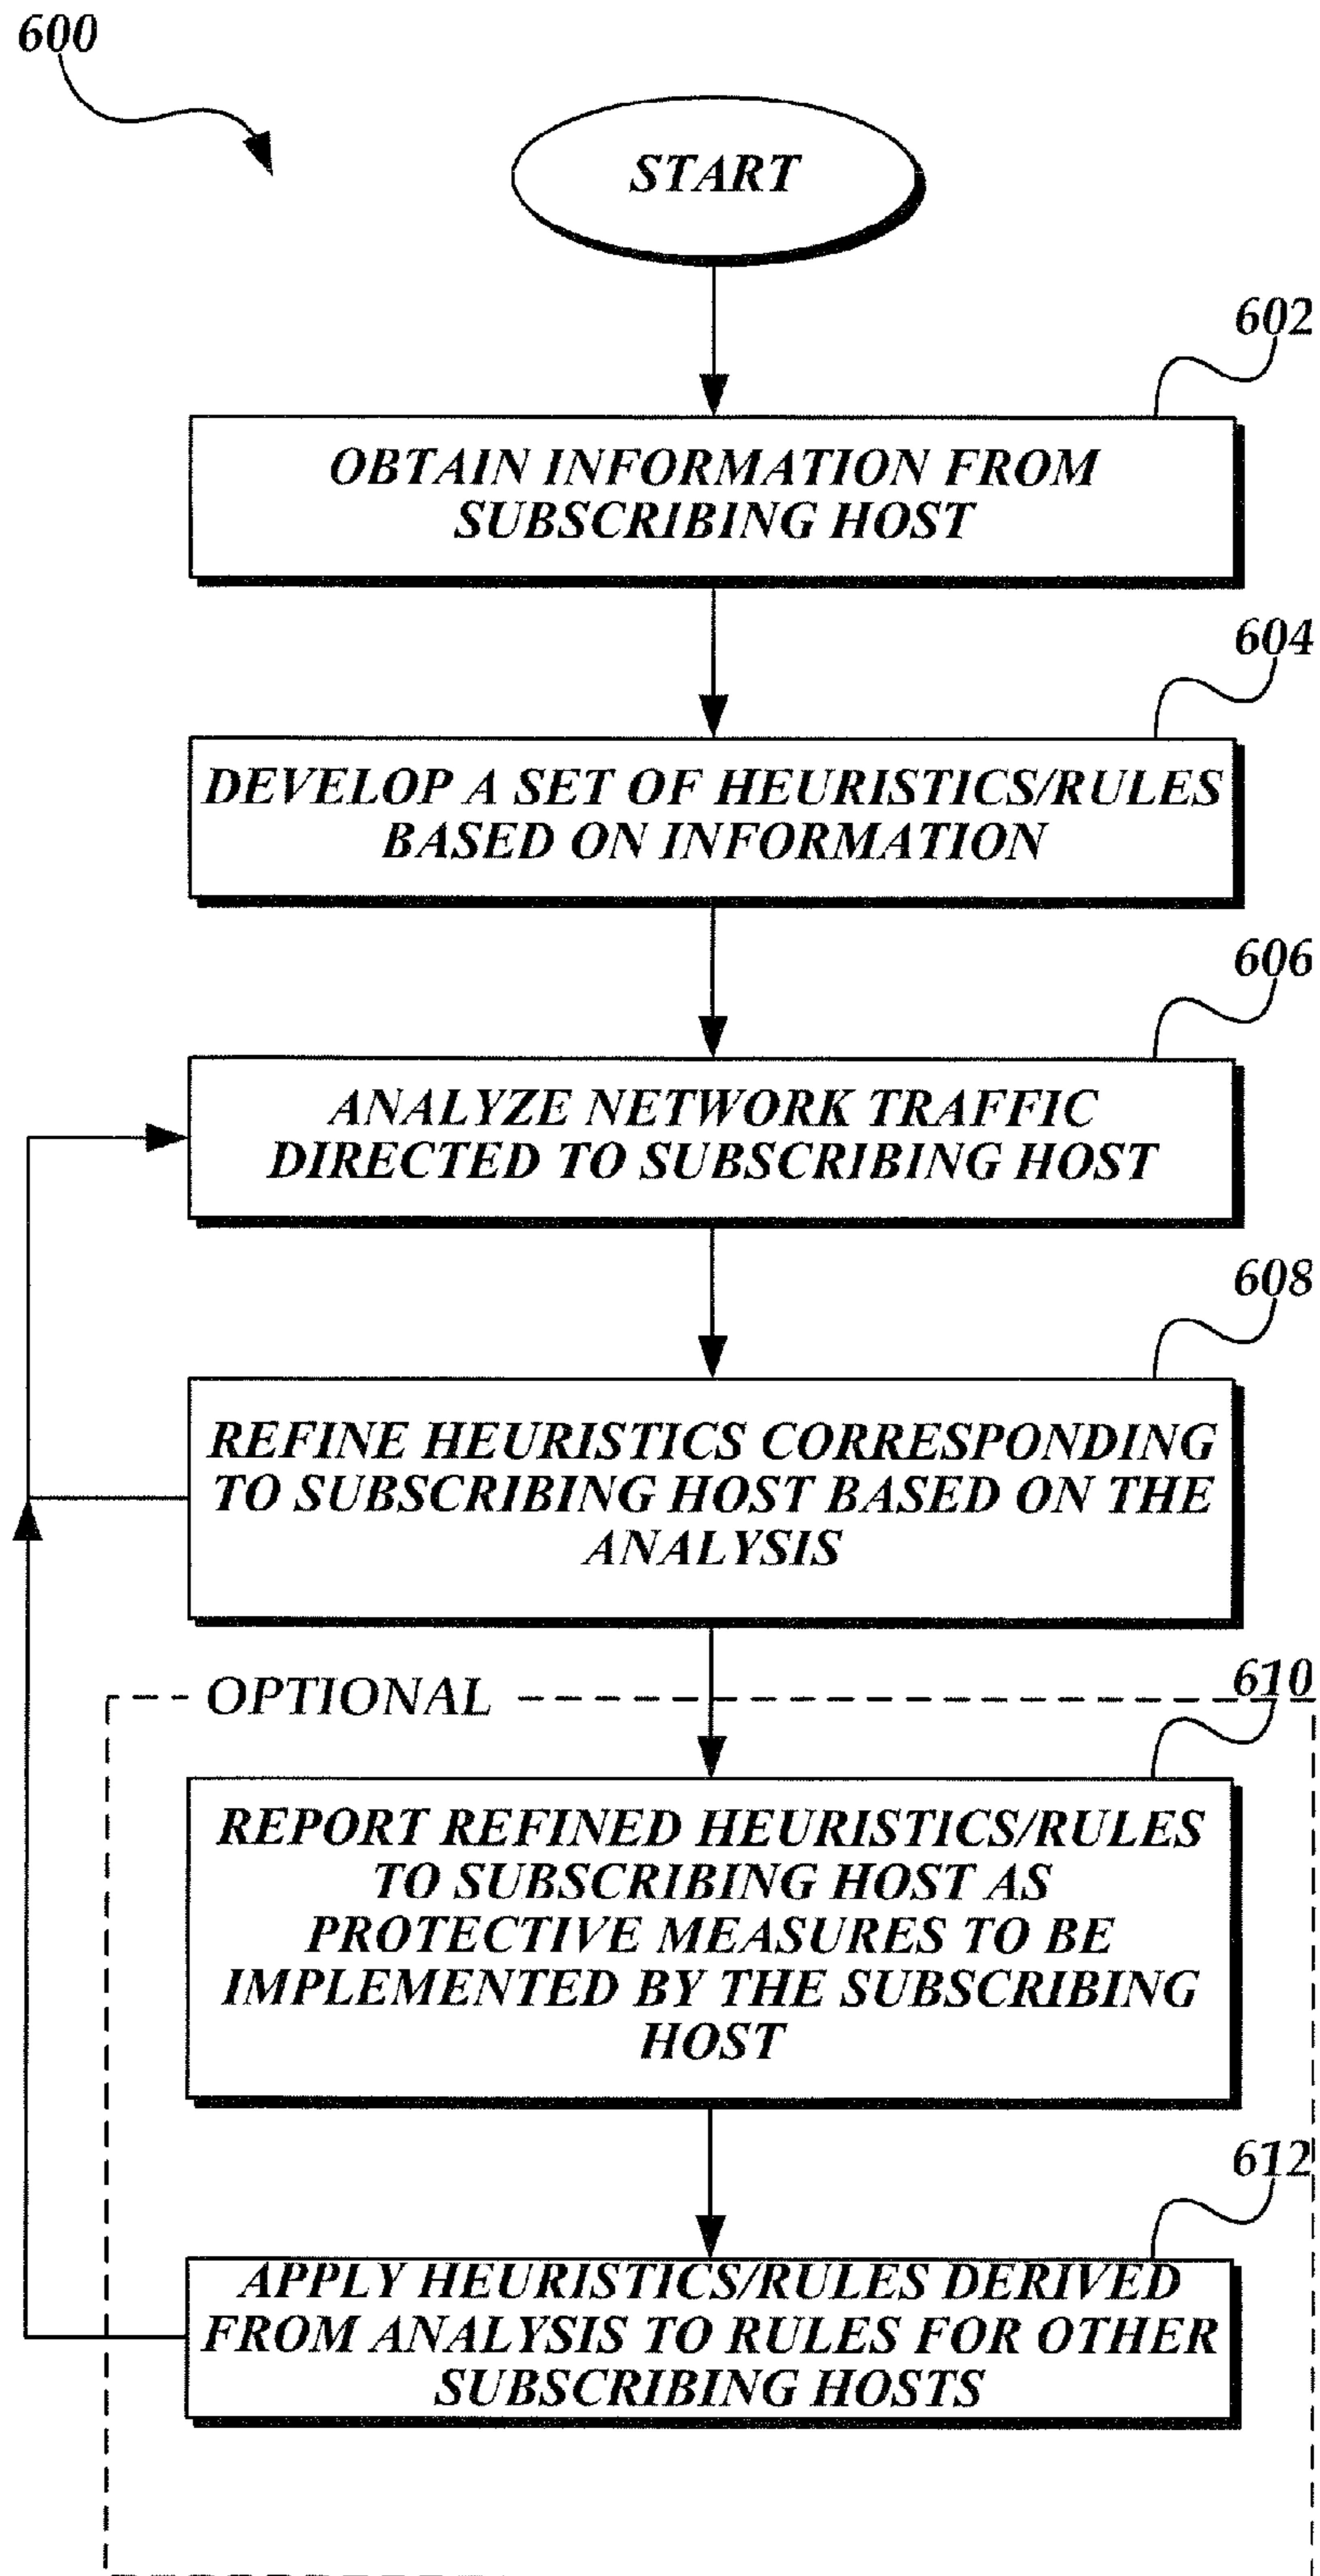 600
START
602
OBTAIN INFORMATION FROM
SUBSCRIBING HOST
604
DEVELOP A SET OF HEURISTICS/RULES
BASED ON INFORMATION
606
ANALYZE NETWORK TRAFFIC
DIRECTED TO SUBSCRIBING HOST
608
REFINE HEURISTICS CORRESPONDING
TO SUBSCRIBING HOST BASED ON THE
ANALYSIS
OPTIONAL
610
REPORT REFINED HEURISTICS/RULES
TO SUBSCRIBING HOST AS
PROTECTIVE MEASURES TO BE
IMPLEMENTED BY THE SUBSCRIBING
HOST
612
APPLY HEURISTICS/RULES DERIVED
FROM ANALYSIS TO RULES FOR OTHER
SUBSCRIBING HOSTS